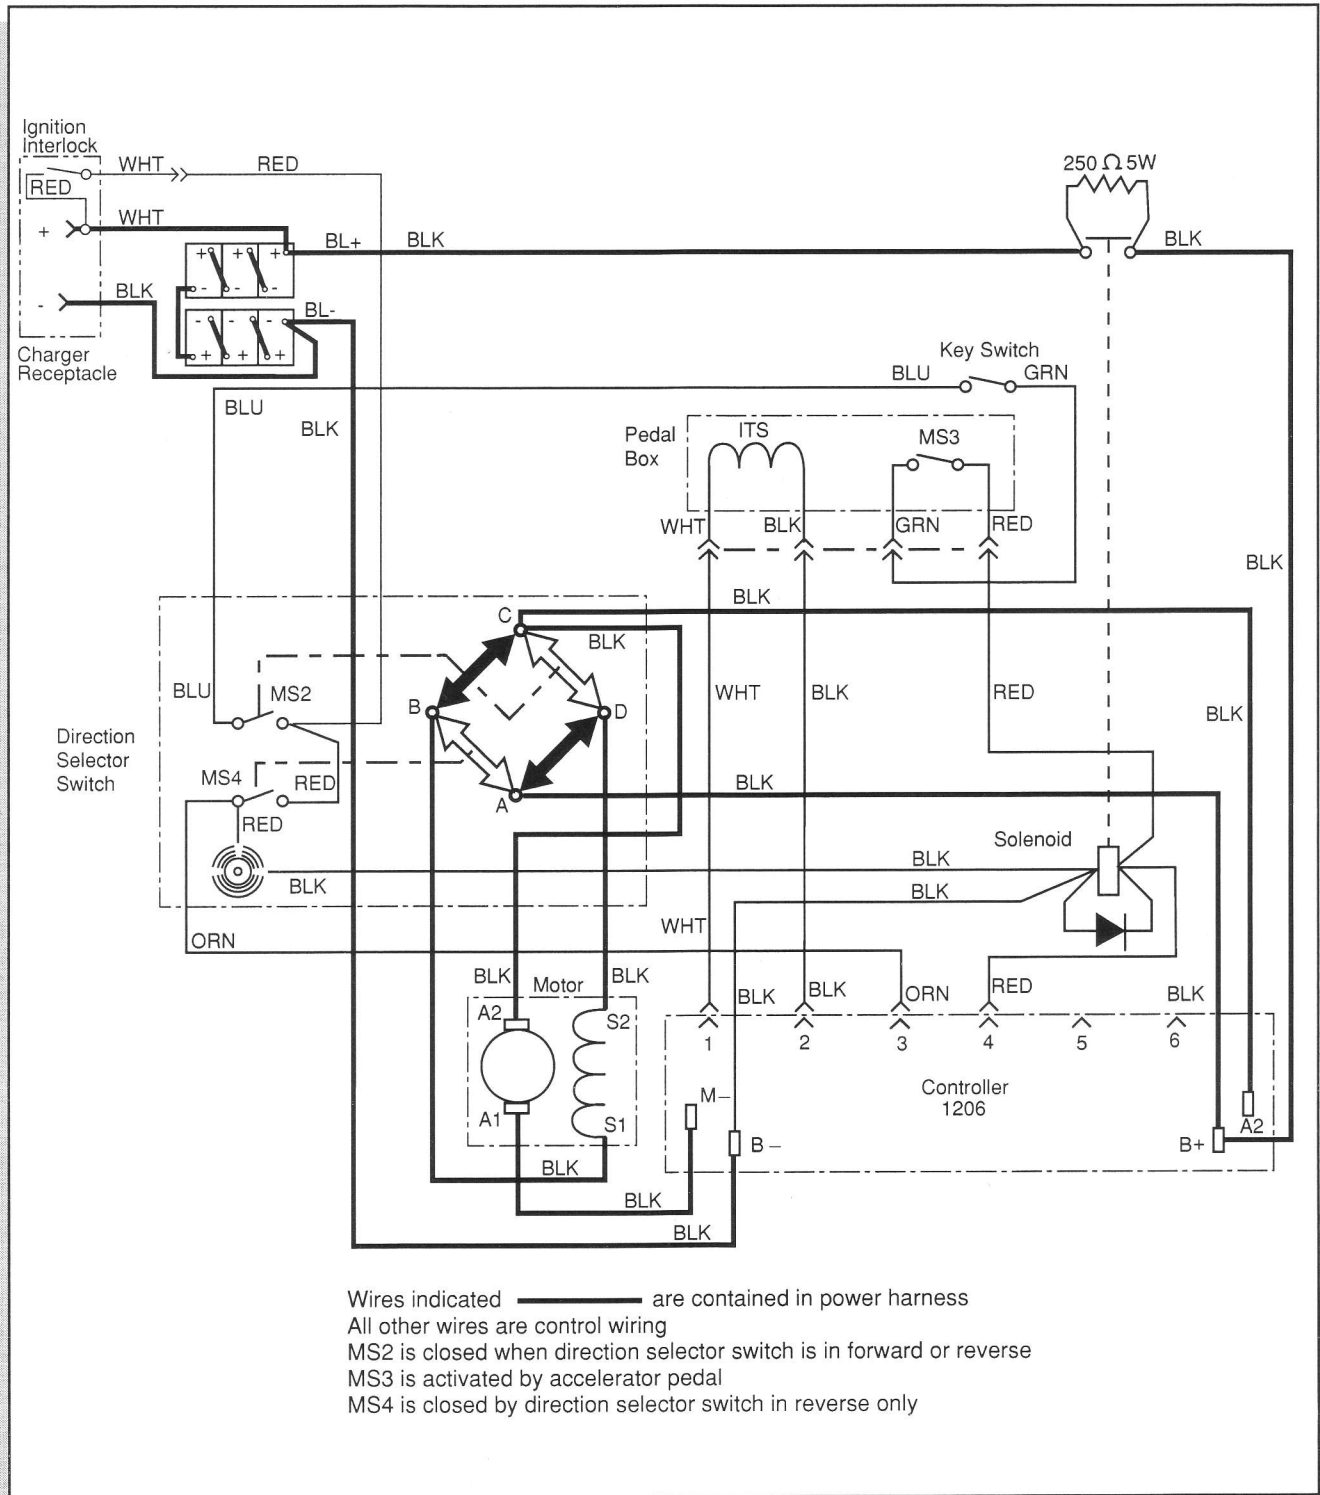 Ignition
Interlock
WHT
RED
RED
250 Ω 5W
+
WHT
BL+
BLK
BLK
+ + +
- - -
-
BLK
BL-
- - -
+ + +
Charger
Receptacle
Key Switch
BLU
GRN
BLU
BLK
Pedal
Box
ITS
MS3
WHT
BLK
GRN
RED
BLK
BLK
C
BLK
BLU
MS2
B
D
WHT
BLK
RED
BLK
Direction
Selector
Switch
MS4
RED
A
BLK
RED
Solenoid
BLK
BLK
BLK
WHT
ORN
BLK
Motor
BLK
BLK
BLK
ORN
RED
BLK
A2
S2
1
2
3
4
5
6
Controller
1206
M–
A1
S1
A2
B –
B+
BLK
BLK
BLK
Wires indicated are contained in power harness
All other wires are control wiring
MS2 is closed when direction selector switch is in forward or reverse
MS3 is activated by accelerator pedal
MS4 is closed by direction selector switch in reverse only